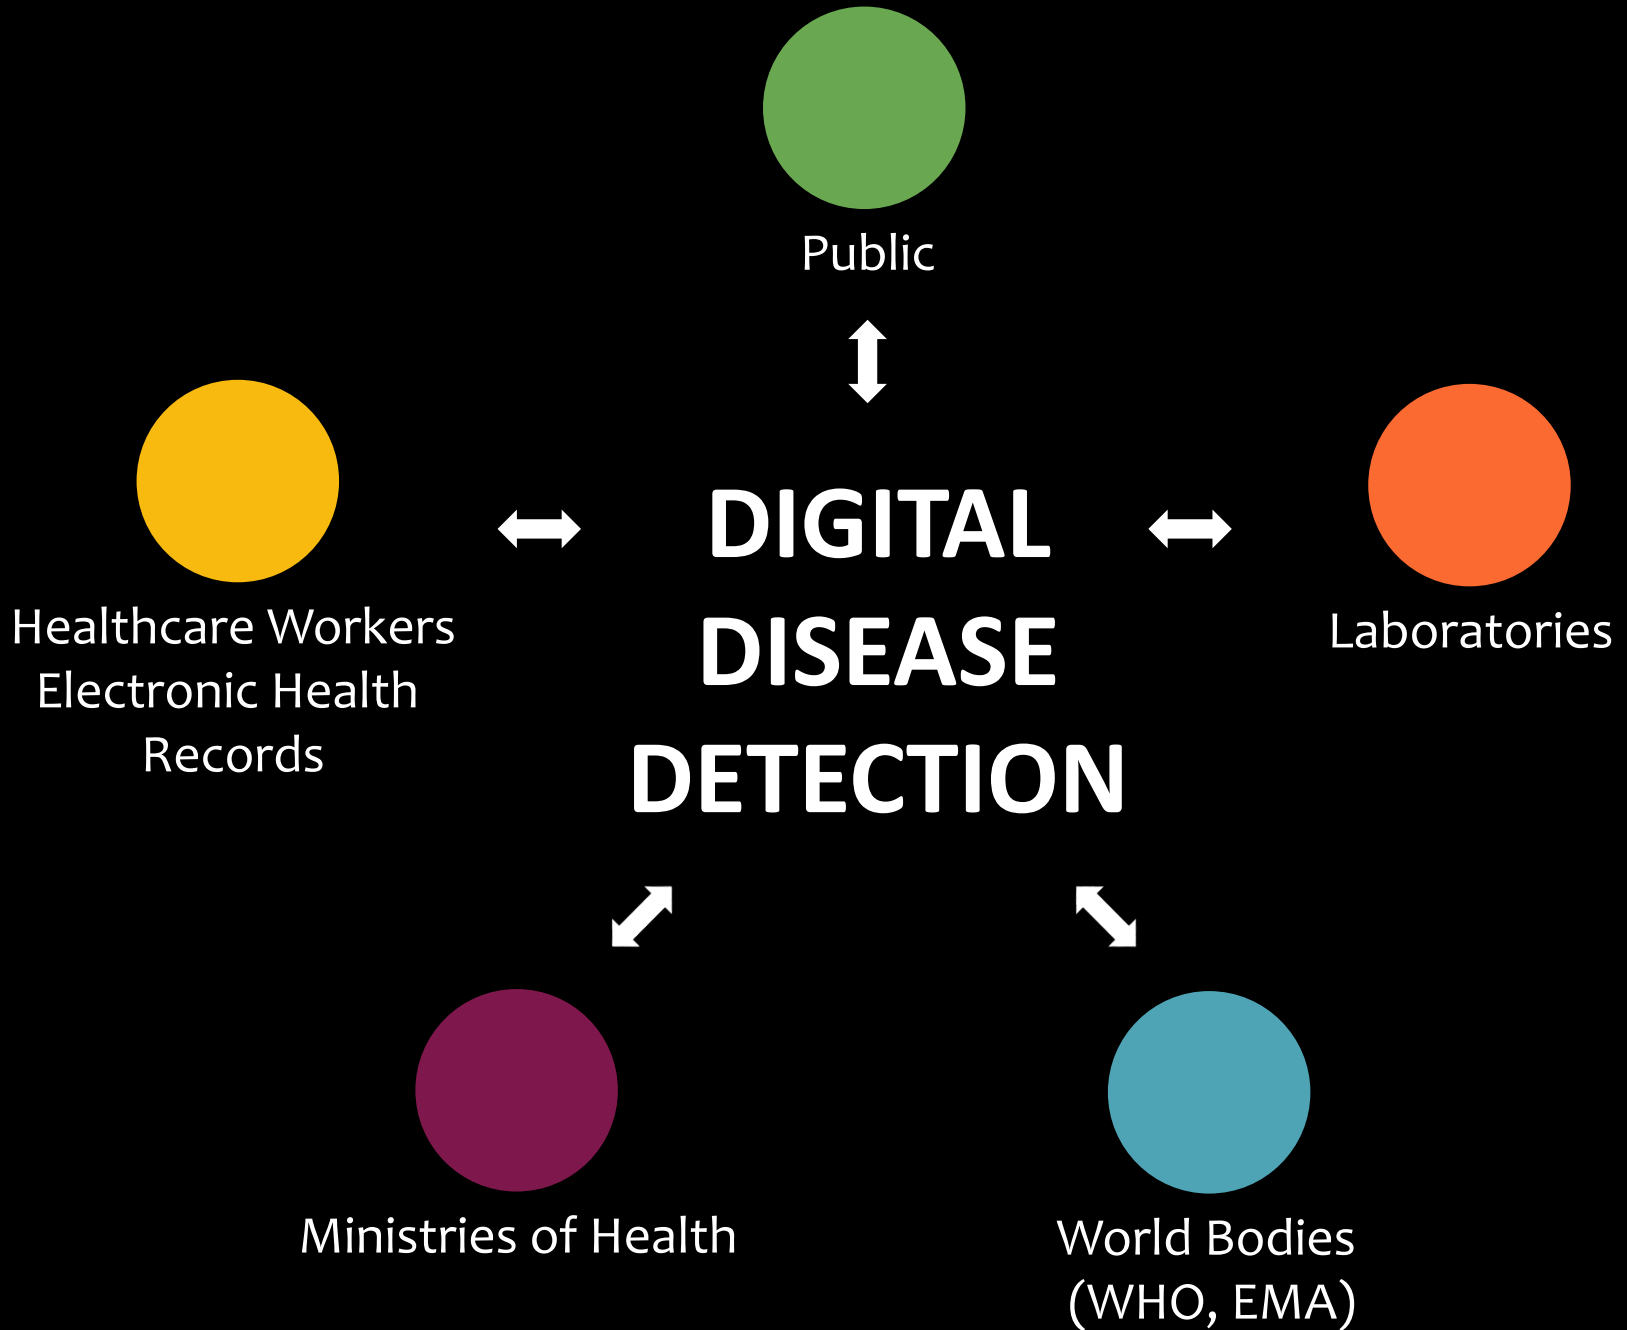 Public
DIGITAL
DISEASE
DETECTION
Healthcare Workers
Electronic Health
Records
Laboratories
Ministries of Health
World Bodies
(WHO, EMA)